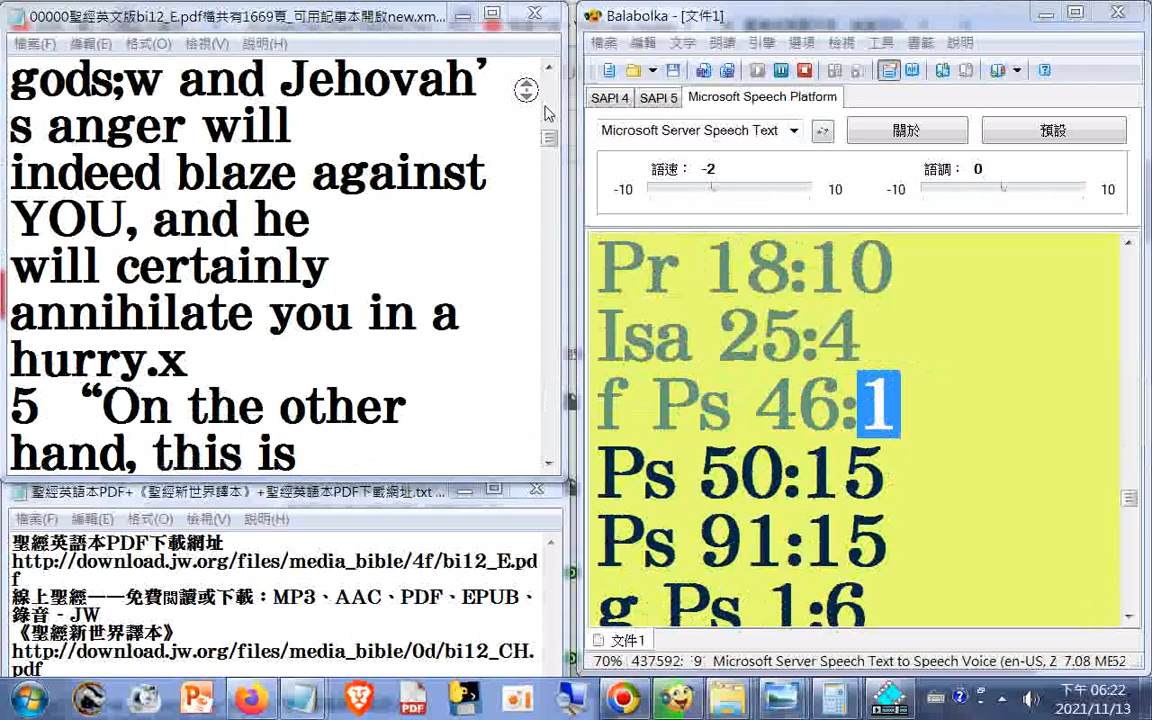 00000聖經英文版bi12_E.pdf檔共有1669頁_可用記事本開啟new.xm...
檔案(F) 編輯(E) 格式(O) 檢視(V) 說明(H)
gods;w and Jehovah’
s anger will
indeed blaze against
YOU, and he
will certainly
annihilate you in a
hurry.x
5 “On the other
hand, this is
聖經英語本PDF+《聖經新世界譯本》+聖經英語本PDF下載網址.txt ...
檔案(F) 編輯(E) 格式(O) 檢視(V) 說明(H)
聖經英語本PDF下載網址
http://download.jw.org/files/media_bible/4f/bi12_E.pd
f
線上聖經——免費閱讀或下載：MP3、AAC、PDF、EPUB、
錄音 - JW
《聖經新世界譯本》
http://download.jw.org/files/media_bible/0d/bi12_CH.
pdf
Balabolka - [文件1]
檔案 編輯 文字 朗讀 引擎 選項 檢視 工具 書籤 說明
SAPI 4 SAPI 5 Microsoft Speech Platform
Microsoft Server Speech Text 關於 預設
語速： -2 語調： 0
-10 10 -10 10
Pr 18:10
Isa 25:4
f Ps 46:1
Ps 50:15
Ps 91:15
g Ps 1:6
文件1
70% 437592: '9' Microsoft Server Speech Text to Speech Voice (en-US, Z 7.08 ME52
PDF
下午 06:22
2021/11/13